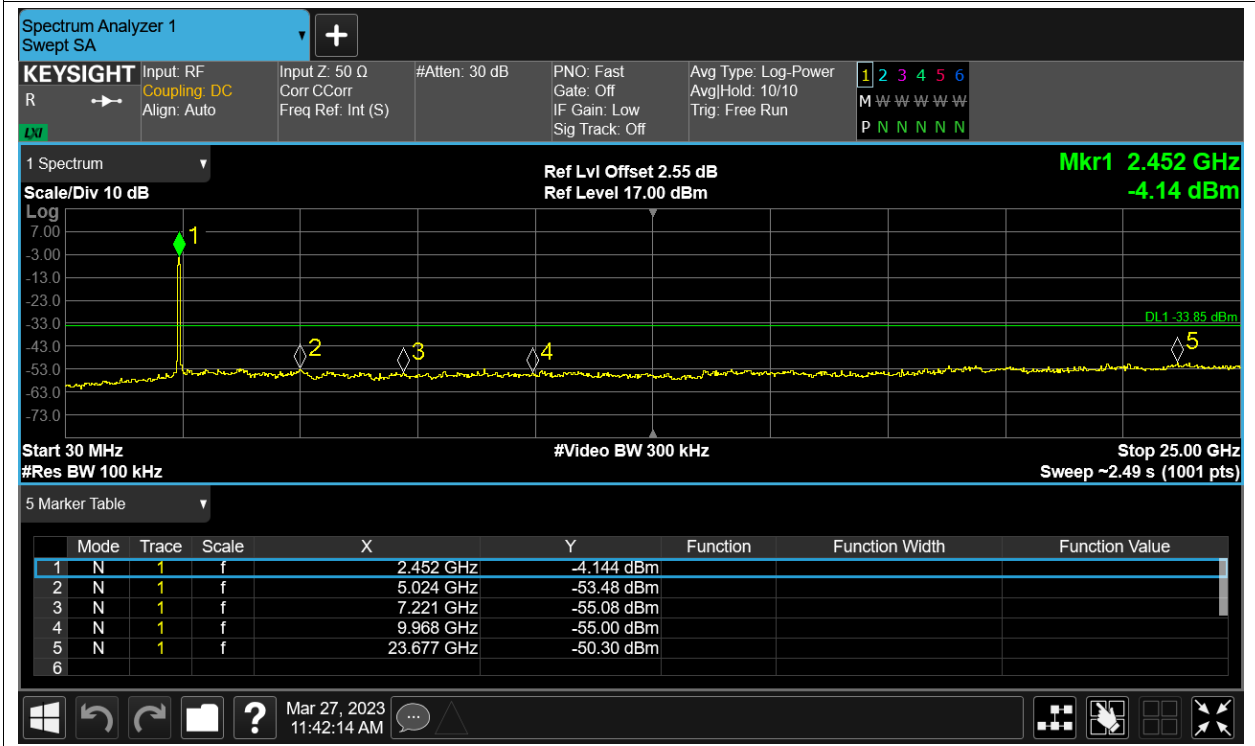 Spectrum Analyzer 1
Swept SA
KEYSIGHT Input: RF Input Z: 50 Ω #Atten: 30 dB PNO: Fast Avg Type: Log-Power 1 2 3 4 5 6
R Coupling: DC Corr CCorr Gate: Off Avg|Hold: 10/10 M W W W W W
Align: Auto Freq Ref: Int (S) IF Gain: Low Trig: Free Run
LXI Sig Track: Off P N N N N N
1 Spectrum Ref Lvl Offset 2.55 dB Mkr1 2.452 GHz
Scale/Div 10 dB Ref Level 17.00 dBm -4.14 dBm
Log
7.00 1
-3.00
-13.0
-23.0
-33.0 DL1 -33.85 dBm
-43.0 2 3 4 5
-53.0
-63.0
-73.0
Start 30 MHz #Video BW 300 kHz Stop 25.00 GHz
#Res BW 100 kHz Sweep ~2.49 s (1001 pts)
5 Marker Table
Mode Trace Scale X Y Function Function Width Function Value
1 N 1 f 2.452 GHz -4.144 dBm
2 N 1 f 5.024 GHz -53.48 dBm
3 N 1 f 7.221 GHz -55.08 dBm
4 N 1 f 9.968 GHz -55.00 dBm
5 N 1 f 23.677 GHz -50.30 dBm
6
? Mar 27, 2023
11:42:14 AM